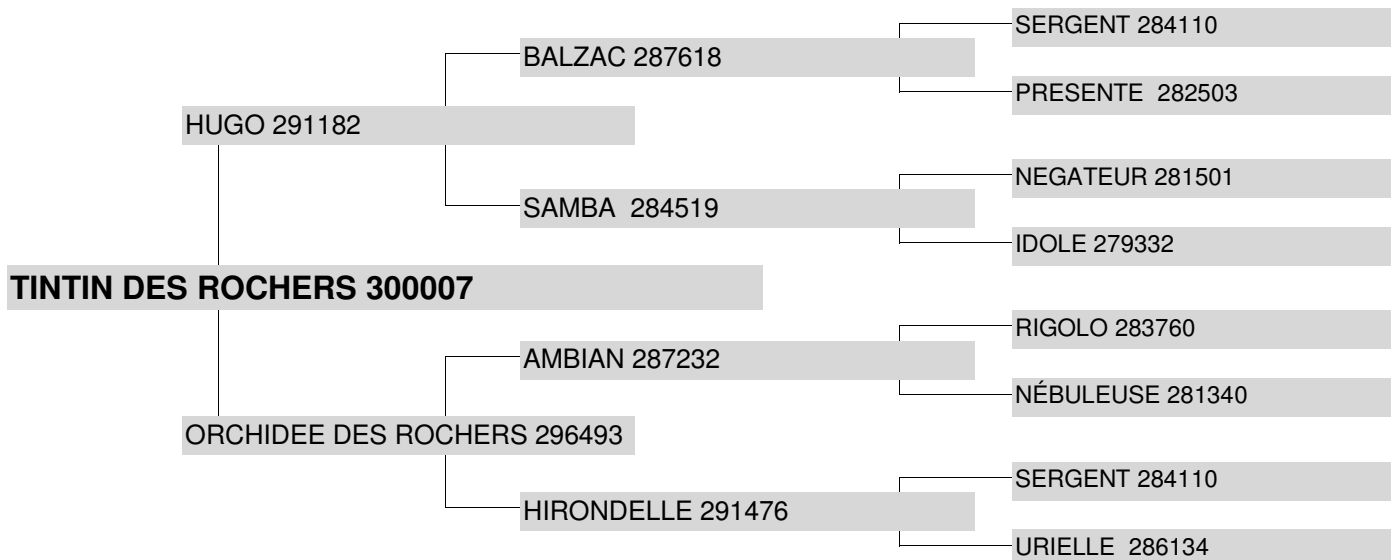 SERGENT 284110
BALZAC 287618
PRESENTE  282503
HUGO 291182
NEGATEUR 281501
SAMBA  284519
IDOLE 279332
TINTIN DES ROCHERS 300007
RIGOLO 283760
AMBIAN 287232
NÉBULEUSE 281340
ORCHIDEE DES ROCHERS 296493
SERGENT 284110
HIRONDELLE 291476
URIELLE  286134